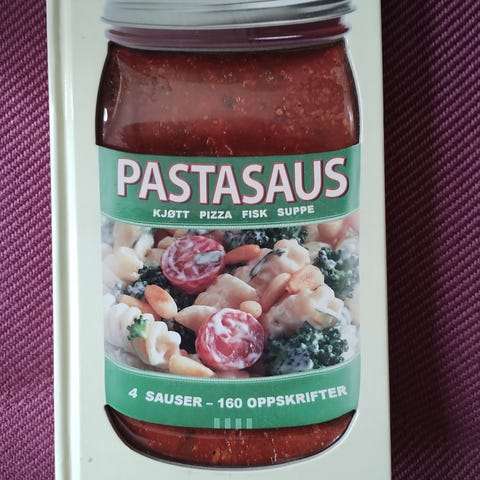 PASTASAUS
KJØTT PIZZA FISK SUPPE
4 SAUSER – 160 OPPSKRIFTER